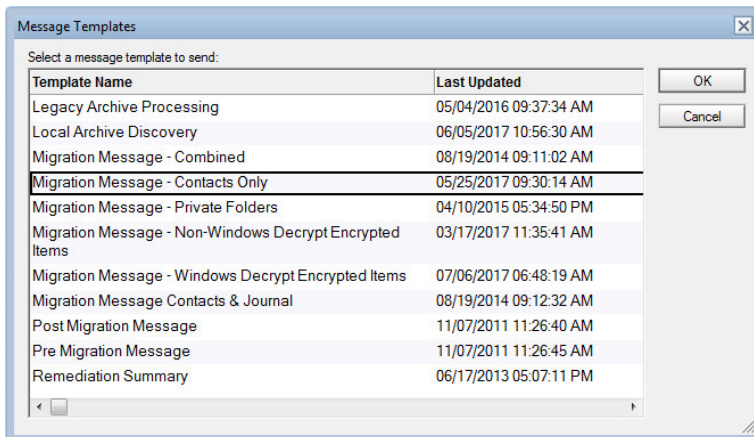 Message Templates
Select a message template to send:
Template Name Last Updated
OK
Legacy Archive Processing 05/04/2016 09:37:34 AM
Local Archive Discovery 06/05/2017 10:56:30 AM
Cancel
Migration Message - Combined 08/19/2014 09:11:02 AM
Migration Message - Contacts Only 05/25/2017 09:30:14 AM
Migration Message - Private Folders 04/10/2015 05:34:50 PM
Migration Message - Non-Windows Decrypt Encrypted 03/17/2017 11:35:41 AM
Items
Migration Message - Windows Decrypt Encrypted Items 07/06/2017 06:48:19 AM
Migration Message Contacts & Journal 08/19/2014 09:12:32 AM
Post Migration Message 11/07/2011 11:26:40 AM
Pre Migration Message 11/07/2011 11:26:45 AM
Remediation Summary 06/17/2013 05:07:11 PM